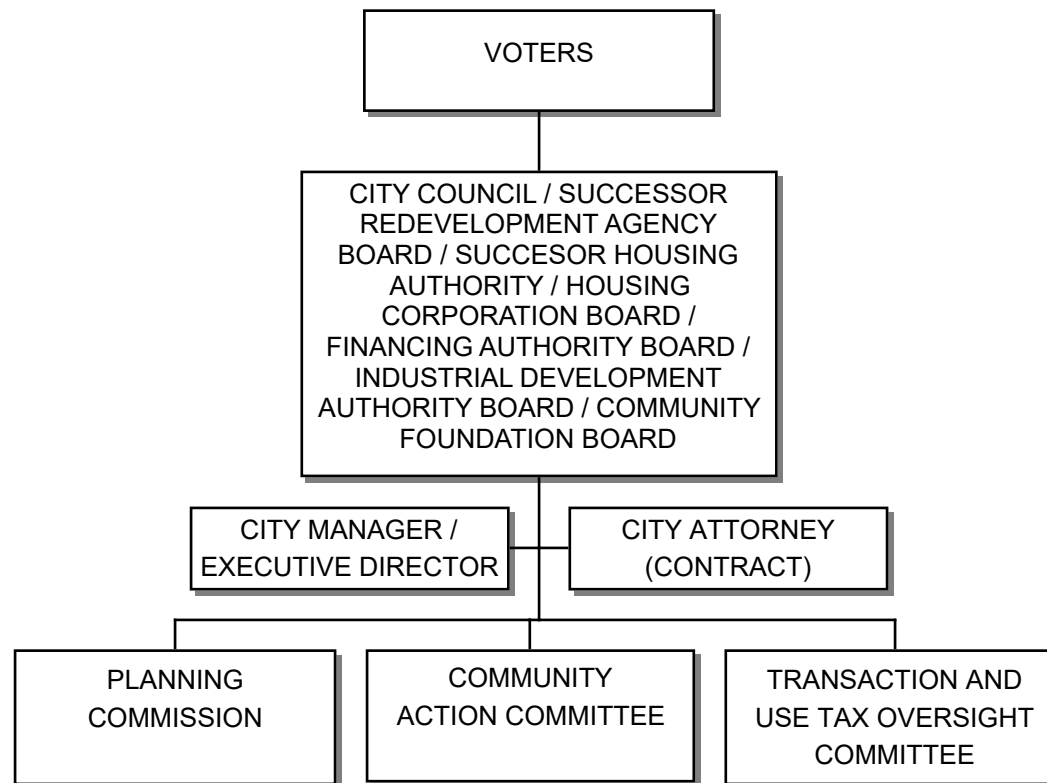 VOTERS
CITY COUNCIL / SUCCESSOR
REDEVELOPMENT AGENCY
BOARD / SUCCESOR HOUSING
AUTHORITY / HOUSING
CORPORATION BOARD /
FINANCING AUTHORITY BOARD /
INDUSTRIAL DEVELOPMENT
AUTHORITY BOARD / COMMUNITY
FOUNDATION BOARD
CITY MANAGER /
EXECUTIVE DIRECTOR
CITY ATTORNEY
(CONTRACT)
PLANNING
COMMISSION
COMMUNITY
ACTION COMMITTEE
TRANSACTION AND
USE TAX OVERSIGHT
COMMITTEE